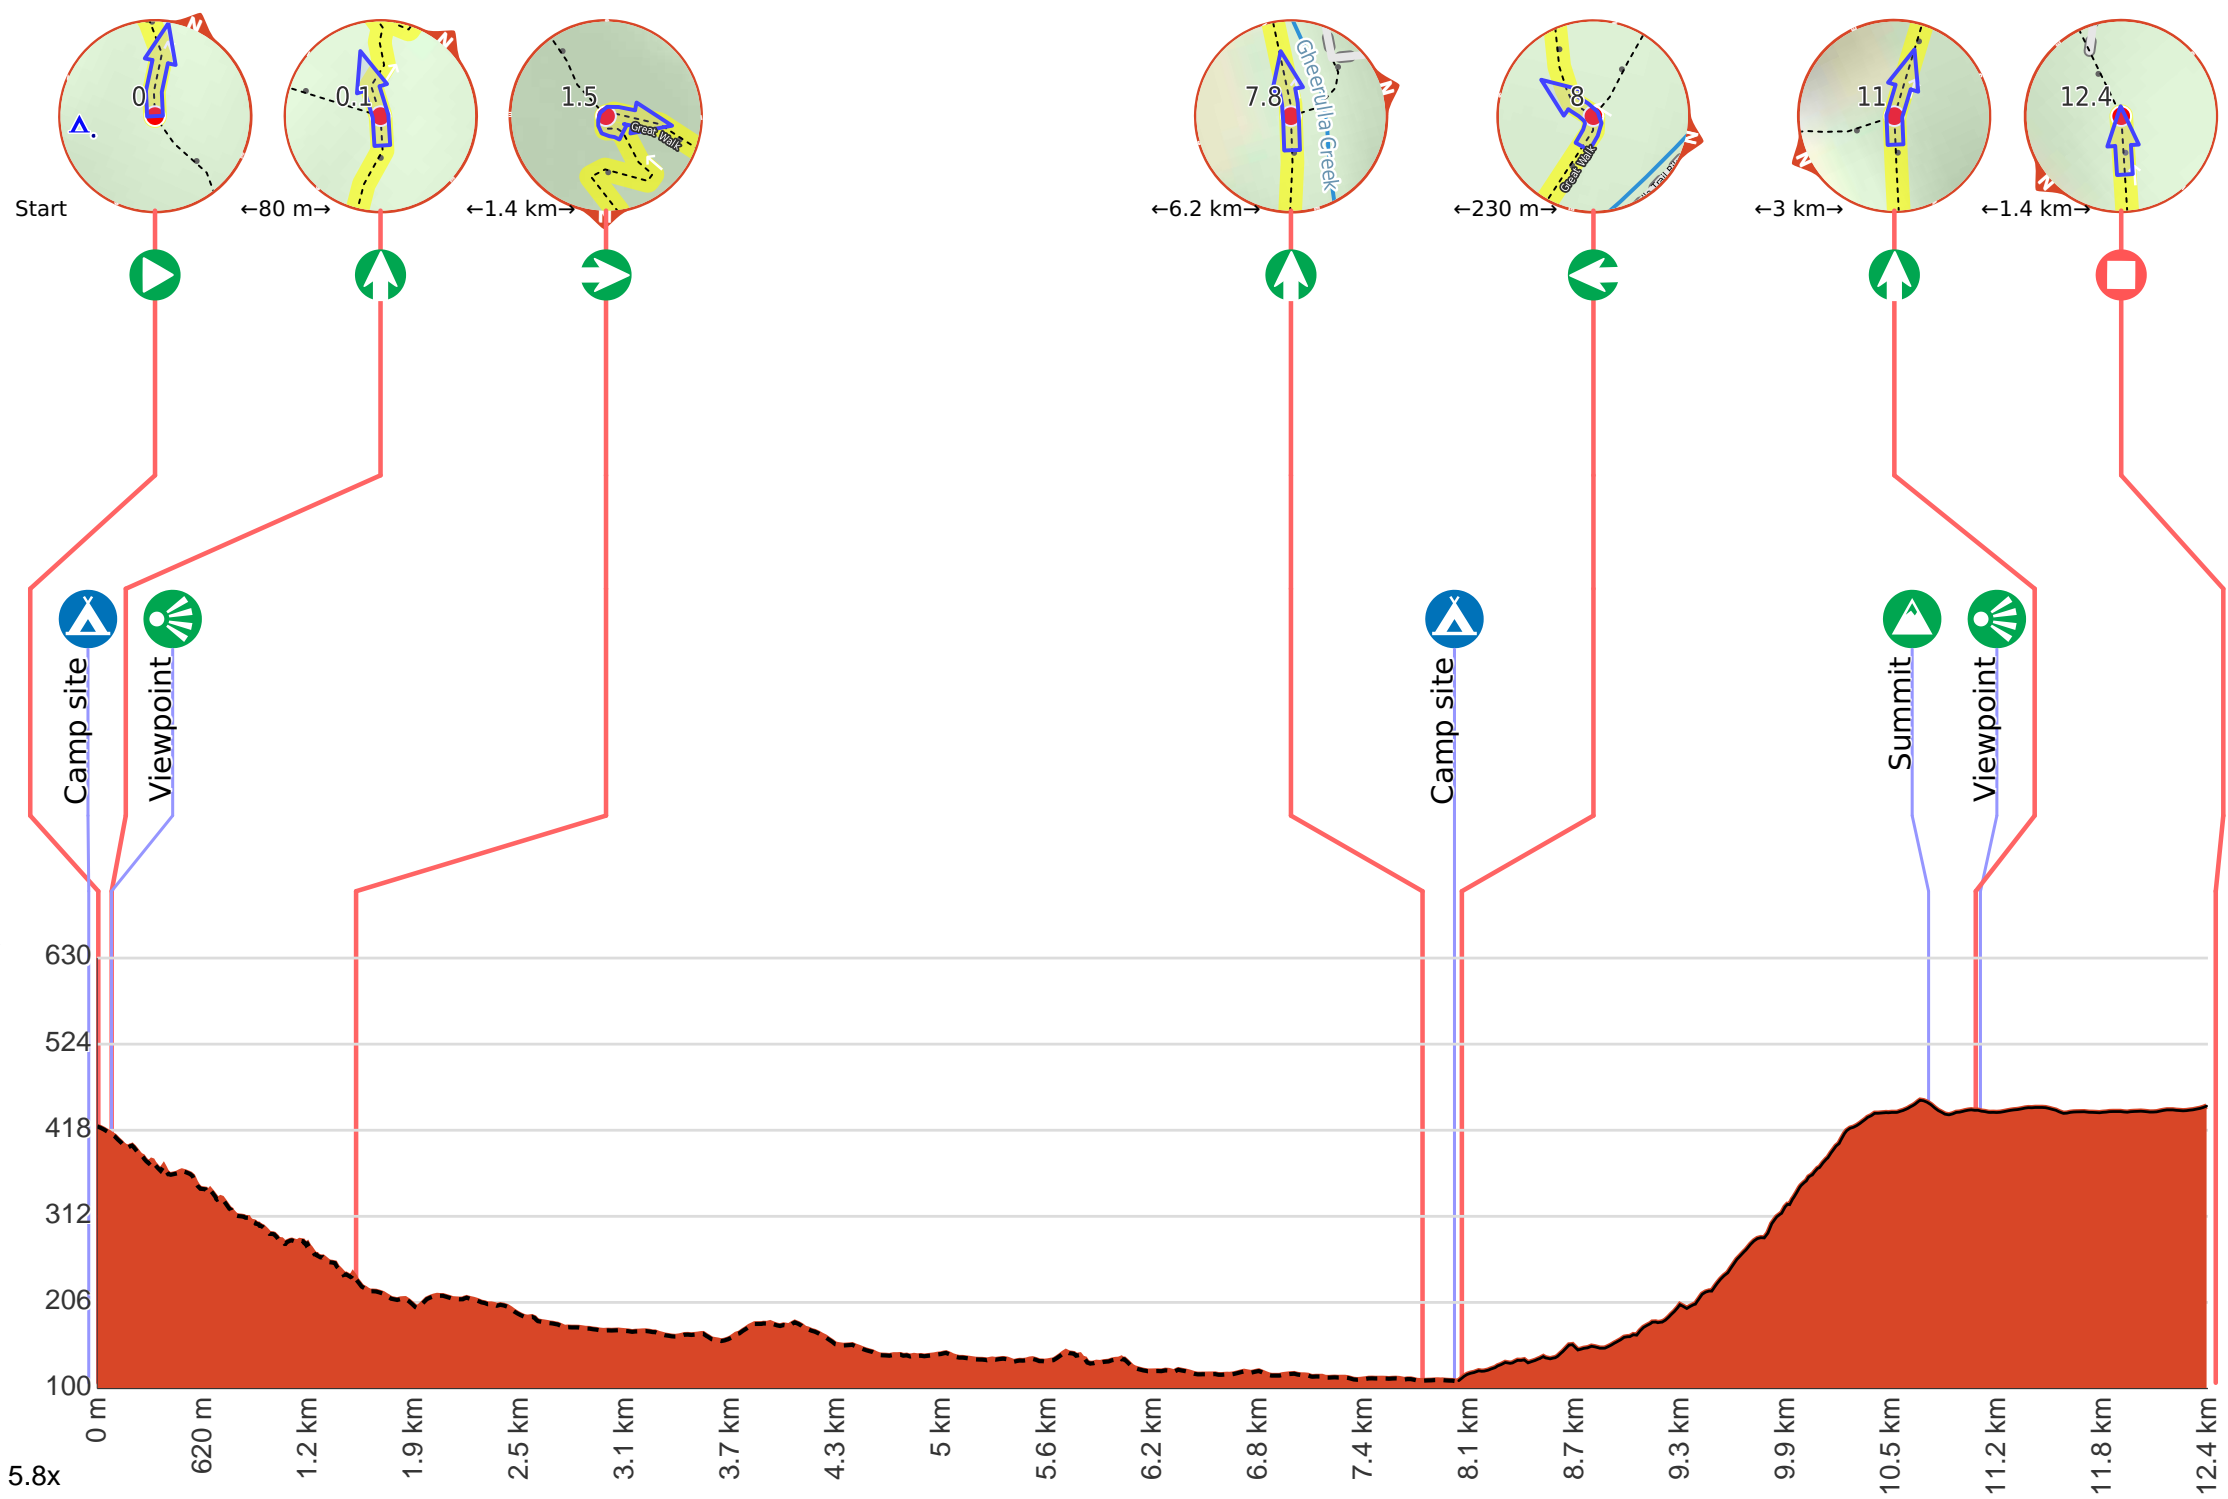 N
N
N
N
N
N
0
0.1
1.5
7.8
8
11
12.4
Great Walk
Gheerulla Creek
Great Walk
Start
←80 m→
←1.4 km→
←6.2 km→
←230 m→
←3 km→
←1.4 km→
Camp site
Viewpoint
Camp site
Summit
Viewpoint
630
524
418
312
206
100
0 m
620 m
1.2 km
1.9 km
2.5 km
3.1 km
3.7 km
4.3 km
5 km
5.6 km
6.2 km
6.8 km
7.4 km
8.1 km
8.7 km
9.3 km
9.9 km
10.5 km
11.2 km
11.8 km
12.4 km
5.8x